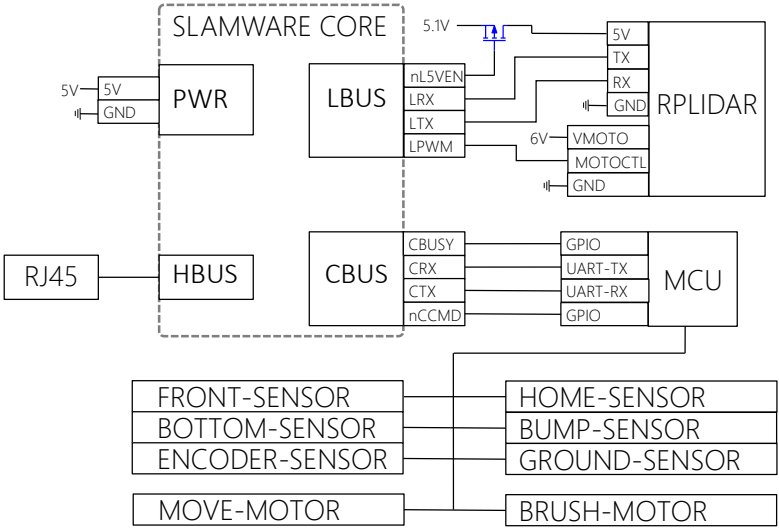 SLAMWARE CORE
5.1V
5V
TX
RX
GND
RPLIDAR
5V
5V
GND
PWR
LBUS
nL5VEN
LRX
LTX
LPWM
6V
VMOTO
MOTOCTL
GND
RJ45
HBUS
CBUS
CBUSY
CRX
CTX
nCCMD
GPIO
UART-TX
UART-RX
GPIO
MCU
FRONT-SENSOR
HOME-SENSOR
BOTTOM-SENSOR
BUMP-SENSOR
ENCODER-SENSOR
GROUND-SENSOR
MOVE-MOTOR
BRUSH-MOTOR